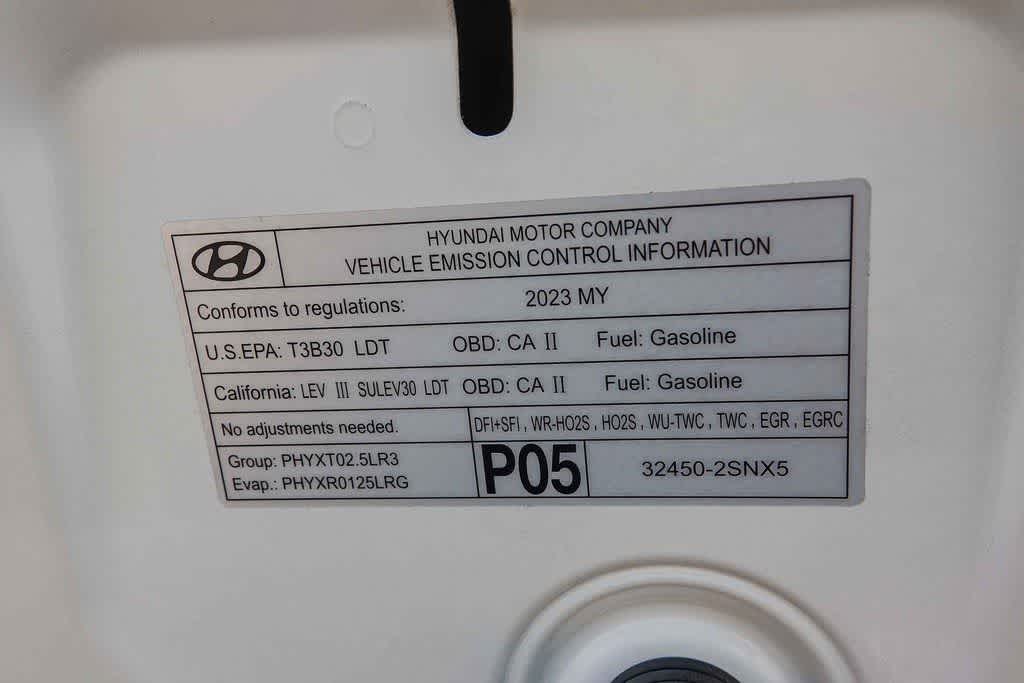 HYUNDAI MOTOR COMPANY
VEHICLE EMISSION CONTROL INFORMATION
Conforms to regulations: 2023 MY
U.S.EPA: T3B30 LDT OBD: CA II Fuel: Gasoline
California: LEV III SULEV30 LDT OBD: CA II Fuel: Gasoline
No adjustments needed. DFI+SFI , WR-HO2S , HO2S , WU-TWC , TWC , EGR , EGRC
Group: PHYXT02.5LR3
Evap.: PHYXR0125LRG
P05 32450-2SNX5